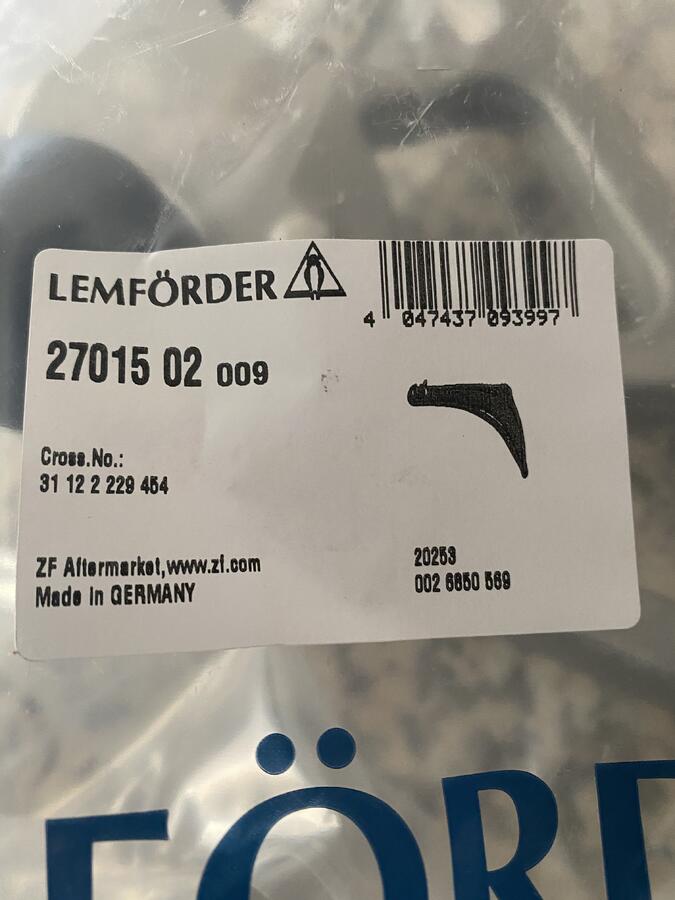 LEMFÖRDER
4 047437 093997
27015 02 009
Cross.No.:
31 12 2 229 454
ZF Aftermarket,www.zf.com
Made in GERMANY
20253
002 6850 569
FÖR